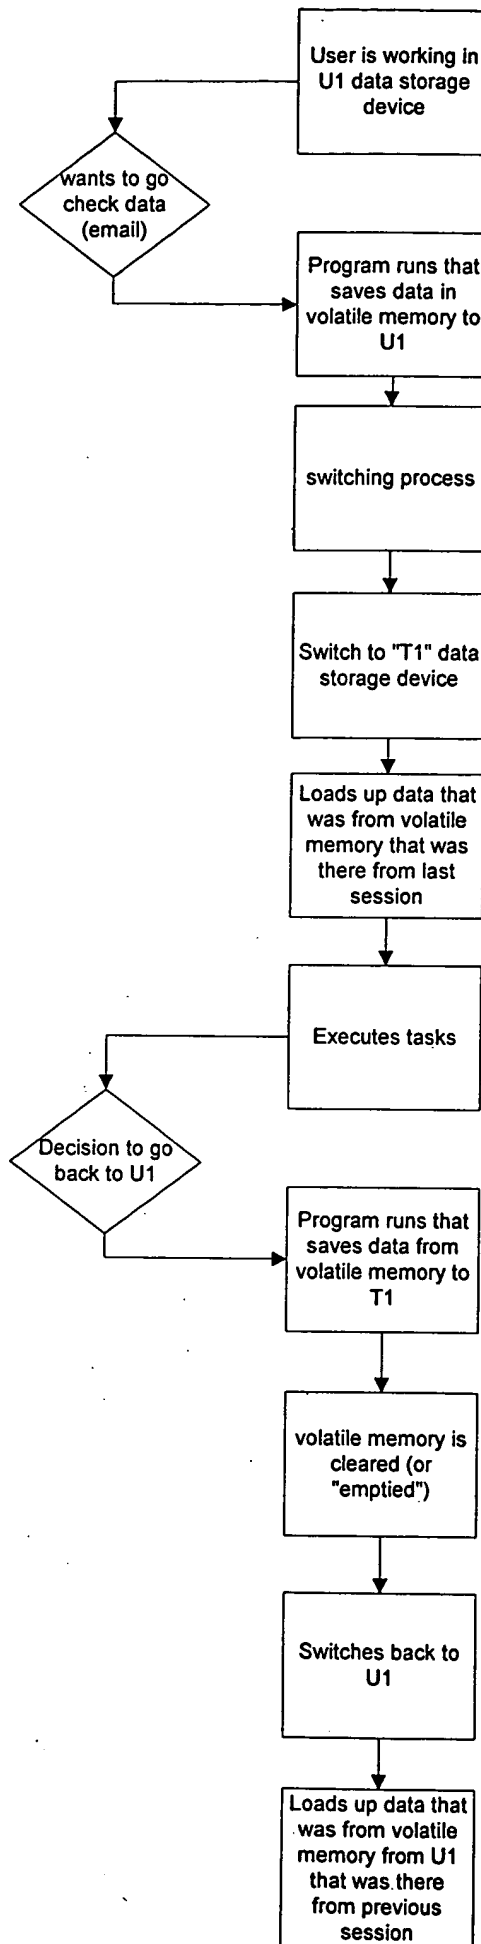 User is working in
U1 data storage
device
wants to go
check data
(email)
Program runs that
saves data in
volatile memory to
U1
switching process
Switch to "T1" data
storage device
Loads up data that
was from volatile
memory that was
there from last
session
Executes tasks
Decision to go
back to U1
Program runs that
saves data from
volatile memory to
T1
volatile memory is
cleared (or
"emptied")
Switches back to
U1
Loads up data that
was from volatile
memory from U1
that was there
from previous
session